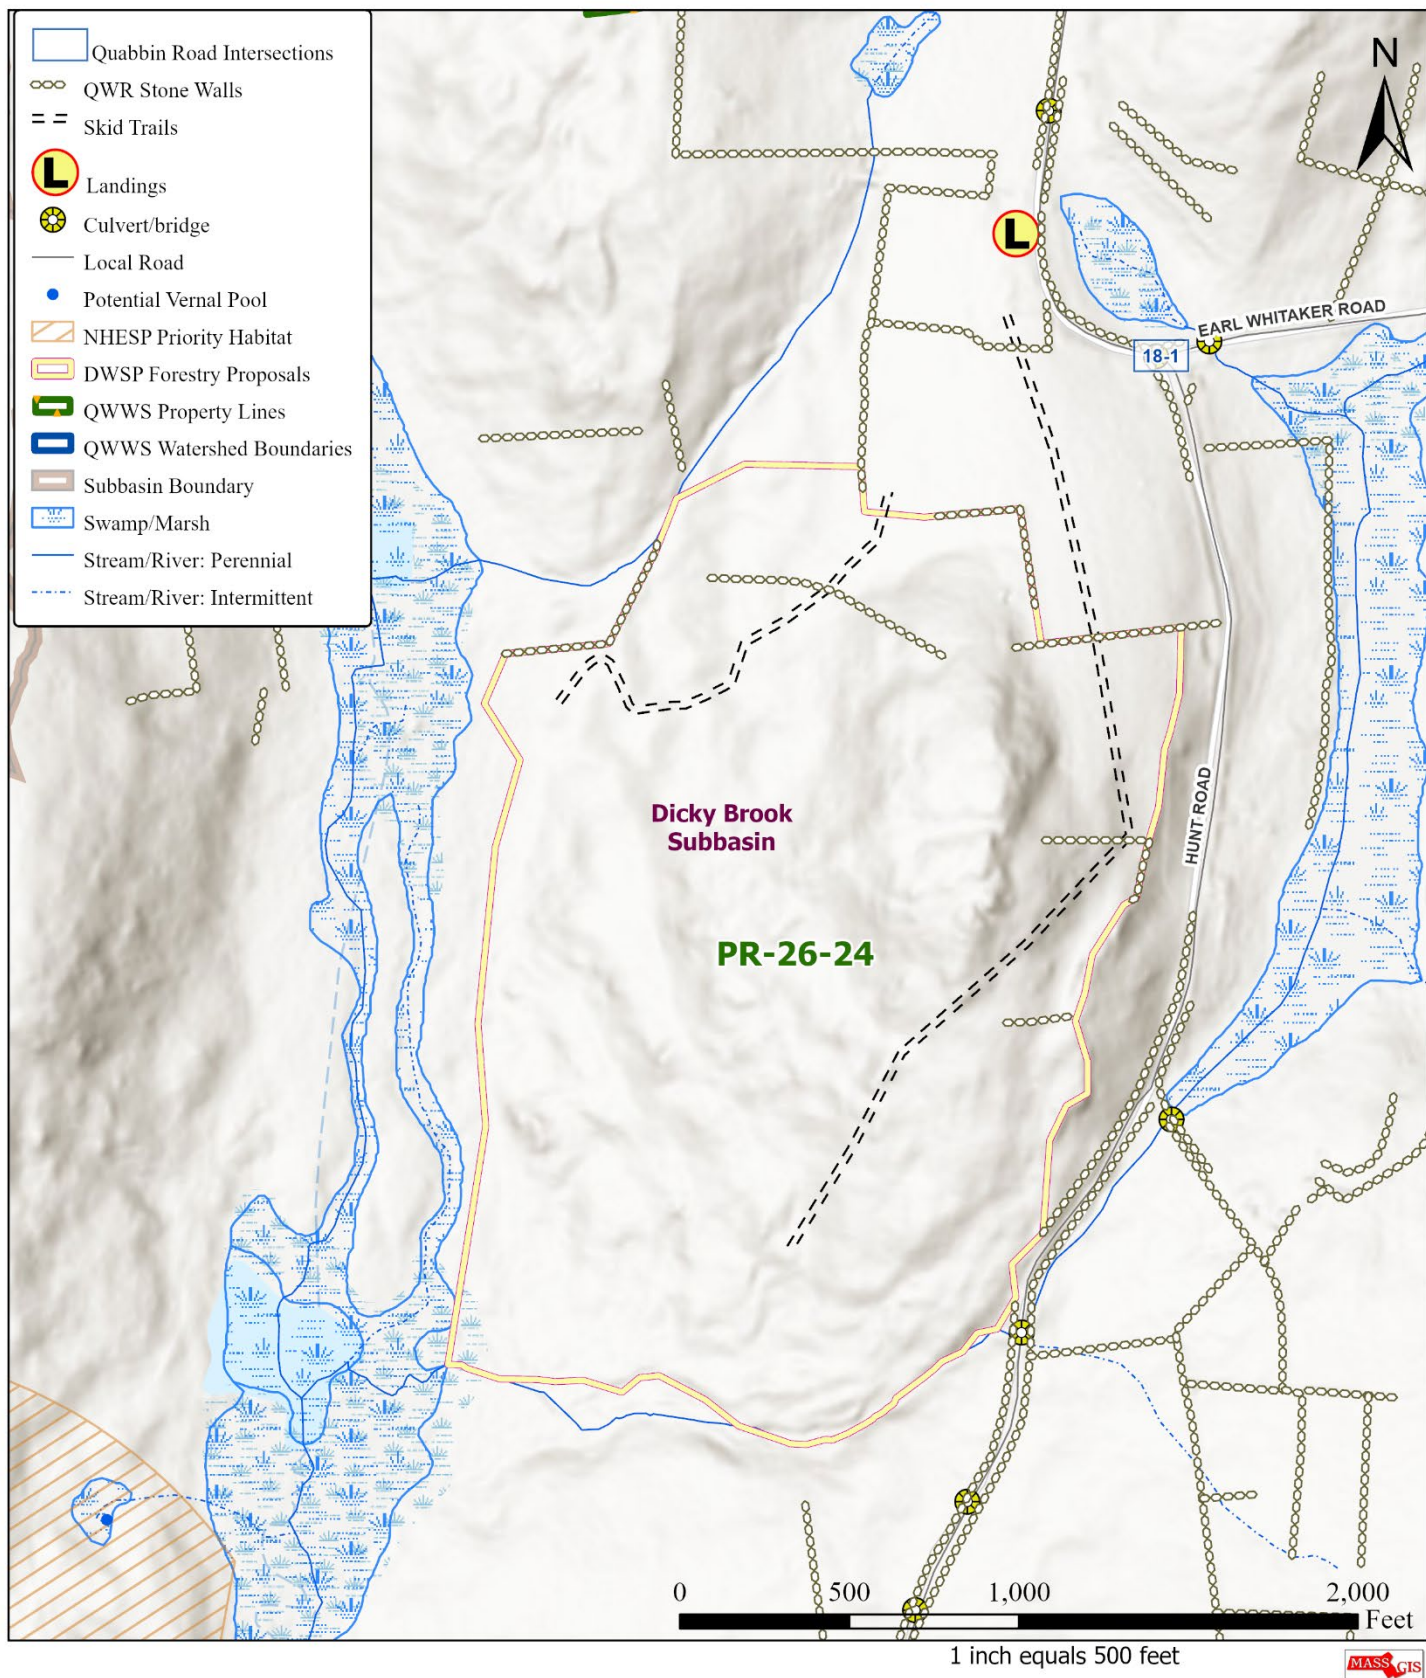 Quabbin Road Intersections
QWR Stone Walls
Skid Trails
L
Landings
Culvert/bridge
Local Road
Potential Vernal Pool
NHESP Priority Habitat
DWSP Forestry Proposals
QWWS Property Lines
QWWS Watershed Boundaries
Subbasin Boundary
Swamp/Marsh
Stream/River: Perennial
Stream/River: Intermittent
N
L
EARL WHITAKER ROAD
18-1
HUNT ROAD
Dicky Brook
Subbasin
PR-26-24
0 500 1,000 2,000
Feet
1 inch equals 500 feet
MASS GIS